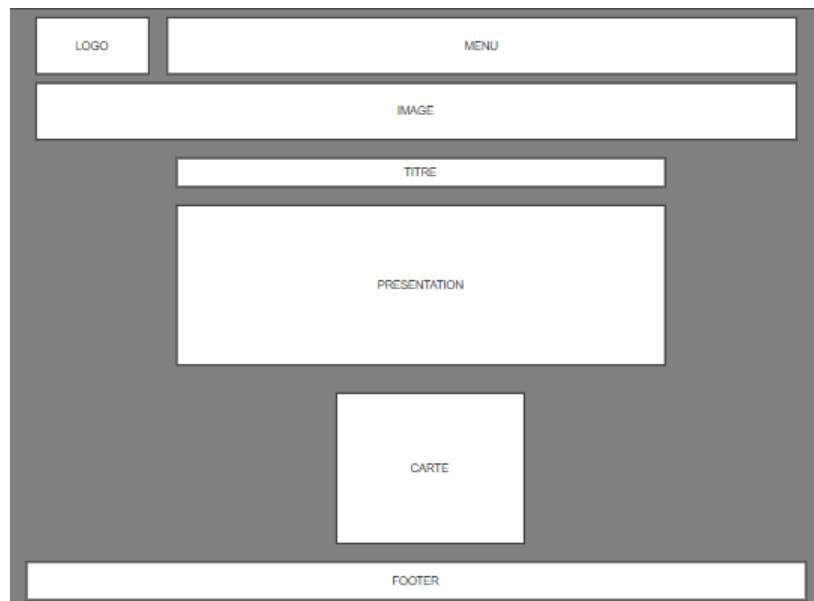 LOGO
MENU
IMAGE
TITRE
PRESENTATION
CARTE
FOOTER